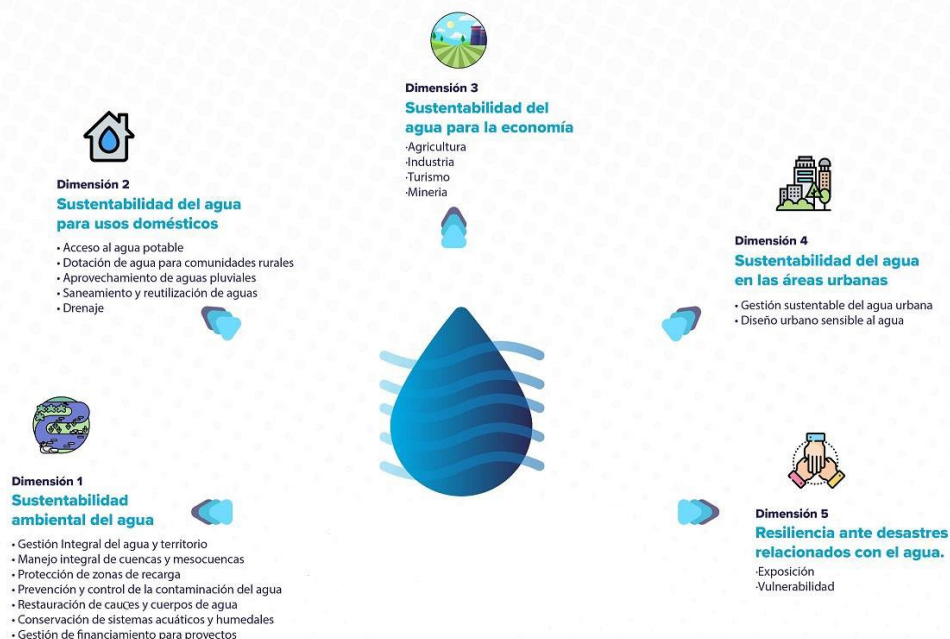 Dimensión 1
Sustentabilidad
ambiental del agua
• Gestión Integral del agua y territorio
• Manejo integral de cuencas y mesocuencas
• Protección de zonas de recarga
• Prevención y control de la contaminación del agua
• Restauración de cauces y cuerpos de agua
• Conservación de sistemas acuáticos y humedales
• Gestión de financiamiento para proyectos
Dimensión 2
Sustentabilidad del agua
para usos domésticos
• Acceso al agua potable
• Dotación de agua para comunidades rurales
• Aprovechamiento de aguas pluviales
• Saneamiento y reutilización de aguas
• Drenaje
Dimensión 3
Sustentabilidad del
agua para la economía
·Agricultura
·Industria
·Turismo
·Mineria
Dimensión 4
Sustentabilidad del agua
en las áreas urbanas
• Gestión sustentable del agua urbana
• Diseño urbano sensible al agua
Dimensión 5
Resiliencia ante desastres
relacionados con el agua.
·Exposición
·Vulnerabilidad